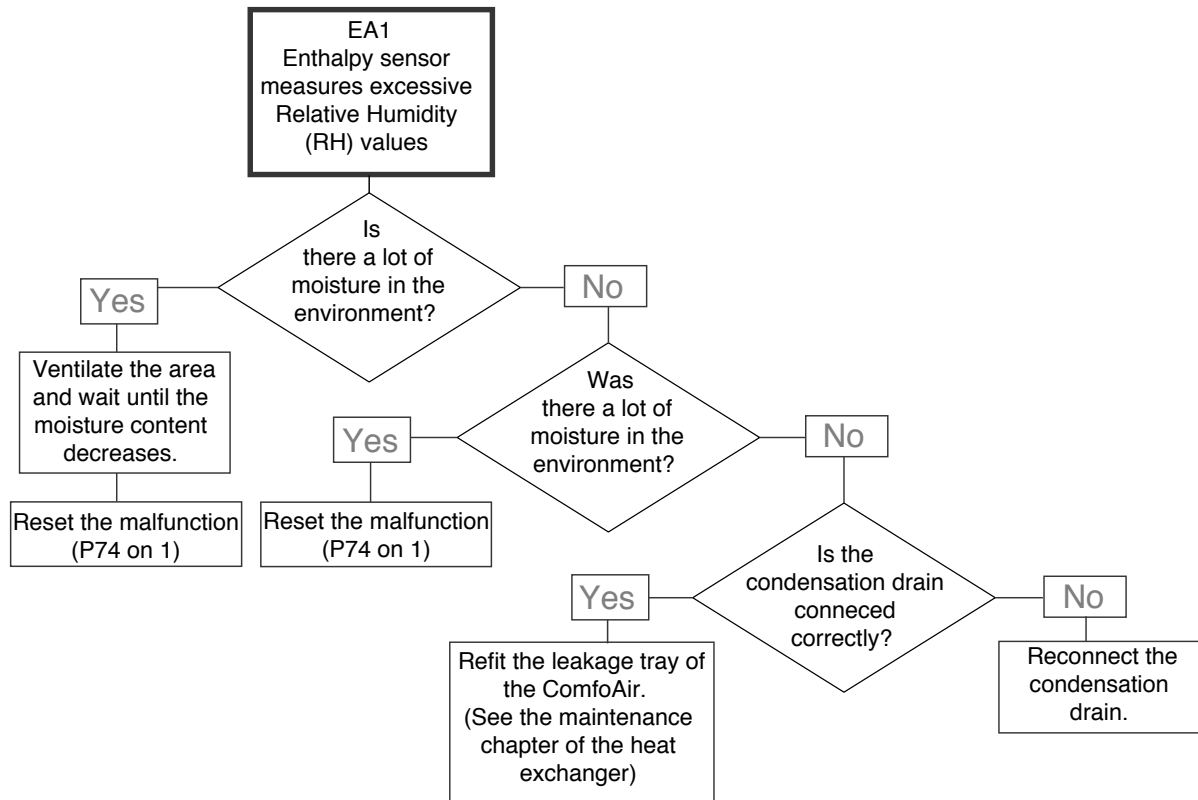 EA1
Enthalpy sensor
measures excessive
Relative Humidity
(RH) values
Is
there a lot of
moisture in the
environment?
Yes
No
Ventilate the area
and wait until the
moisture content
decreases.
Reset the malfunction
(P74 on 1)
Was
there a lot of
moisture in the
environment?
Yes
No
Reset the malfunction
(P74 on 1)
Is the
condensation drain
conneced
correctly?
Yes
No
Refit the leakage tray of
the ComfoAir.
(See the maintenance
chapter of the heat
exchanger)
Reconnect the
condensation
drain.